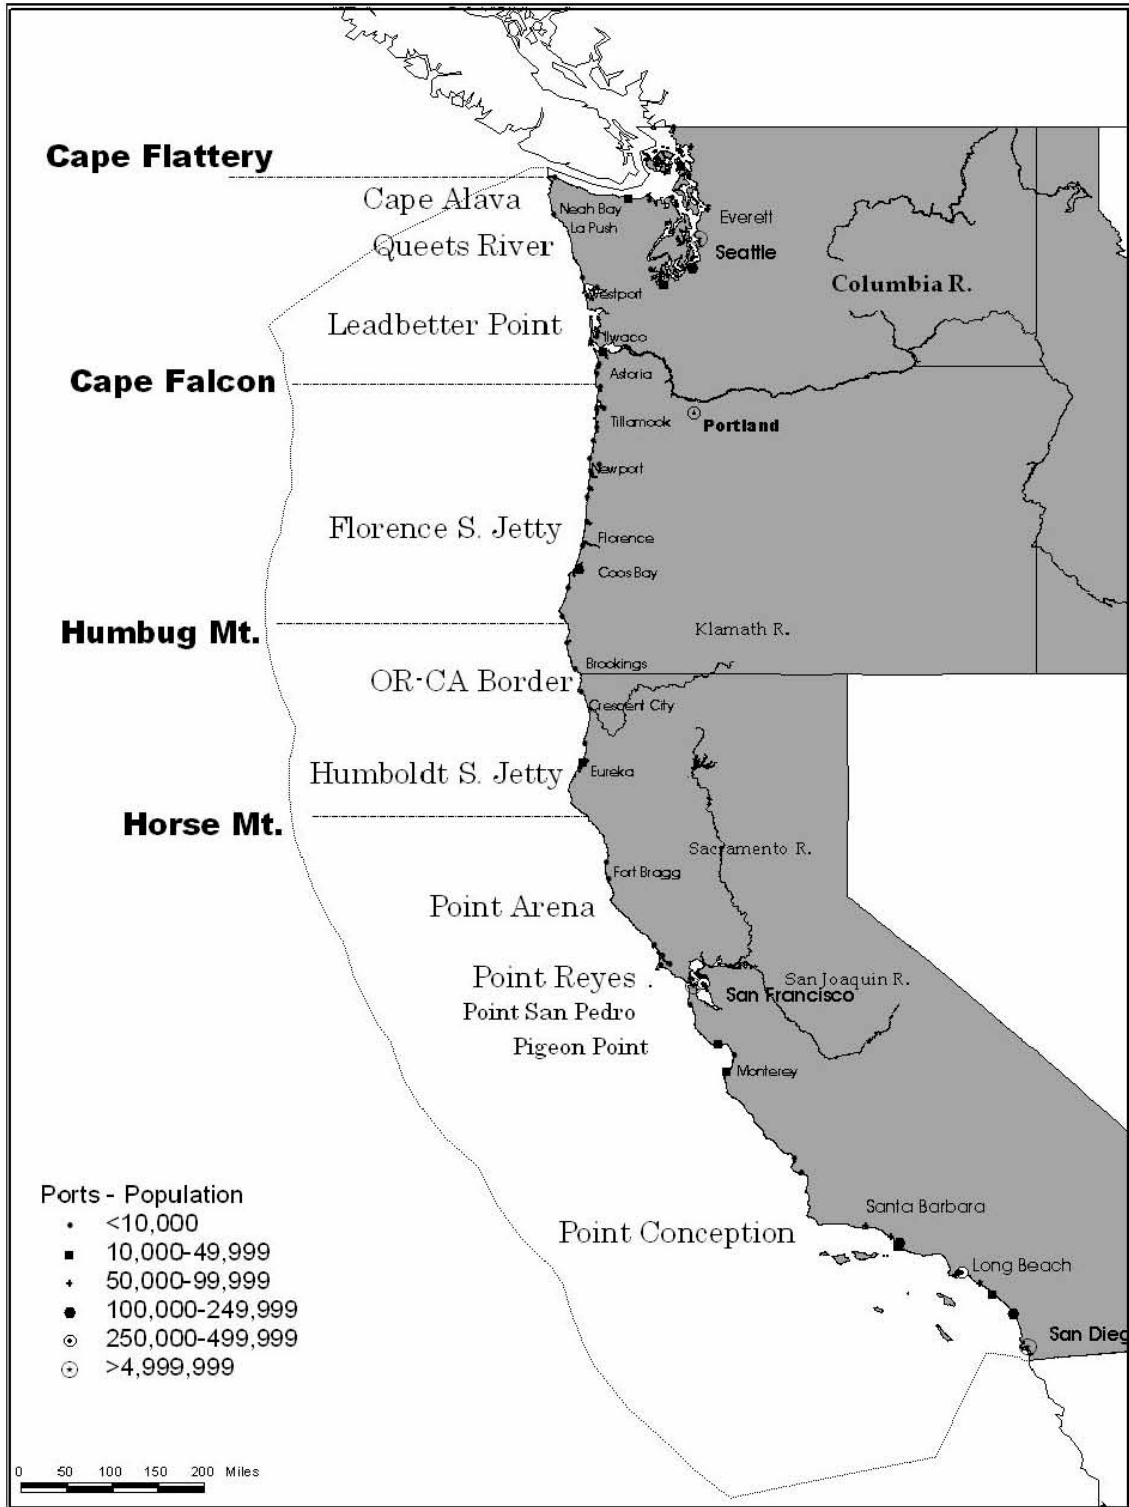 Cape Flattery
Cape Alava
Neah Bay
La Push
Everett
Queets River
Seattle
Columbia R.
Westport
Leadbetter Point
Ilwaco
Cape Falcon
Astoria
Tillamook
Portland
Newport
Florence S. Jetty
Florence
Coos Bay
Humbug Mt.
Klamath R.
Brookings
OR-CA Border
Crescent City
Humboldt S. Jetty
Eureka
Horse Mt.
Sacramento R.
Fort Bragg
Point Arena
Point Reyes
San Joaquin R.
San Francisco
Point San Pedro
Pigeon Point
Monterey
Ports - Population
<10,000
10,000-49,999
50,000-99,999
100,000-249,999
250,000-499,999
>4,999,999
Santa Barbara
Point Conception
Long Beach
San Dieg
0 50 100 150 200 Miles